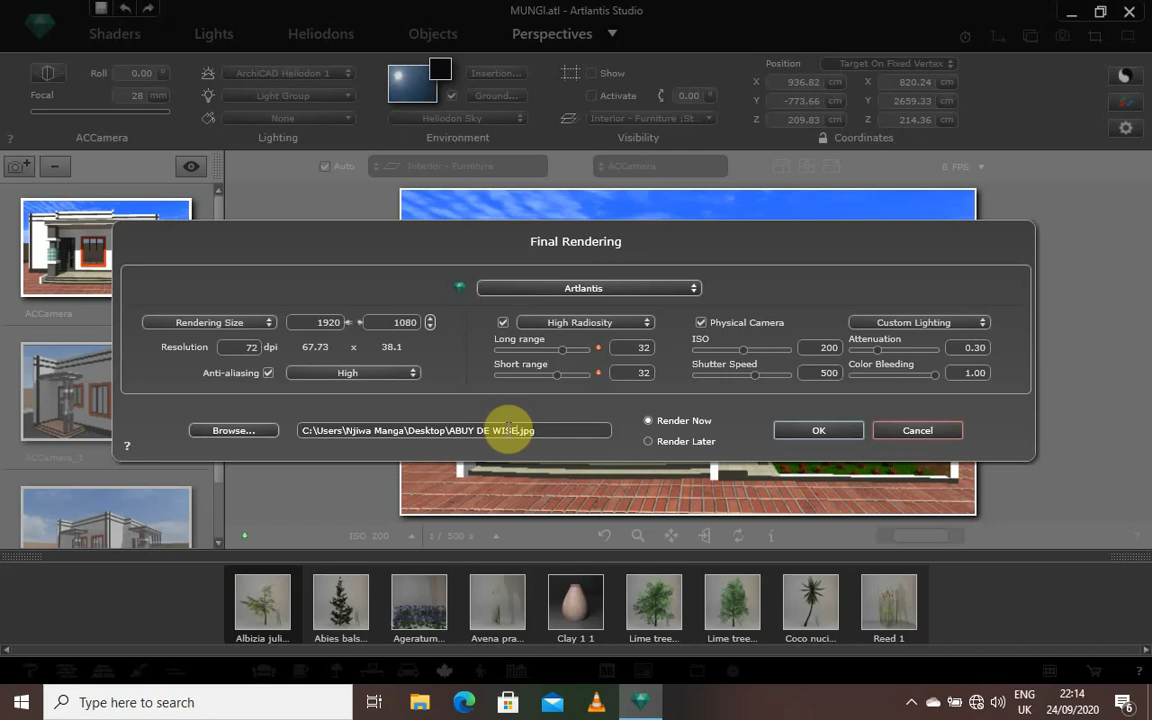 MUNGI.atl - Artlantis Studio
Shaders Lights Heliodons Objects Perspectives
Roll 0.00 °
Focal 28 mm
ACCamera
ArchiCAD Heliodon 1
Light Group
None
Lighting
Insertion...
Ground...
Heliodon Sky
Environment
Show
Activate 0.00 °
Interior - Furniture ;St...
Visibility
Position Target On Fixed Vertex
X 936.82 cm X 820.24 cm
Y -773.66 cm Y 2659.33 cm
Z 209.83 cm Z 214.36 cm
Coordinates
?
Auto Interior - Furniture ACCamera 8 FPS
ACCamera
ACCamera - 1
Final Rendering
Artlantis
Rendering Size 1920 1080
Resolution 72 dpi 67.73 x 38.1
Anti-aliasing High
High Radiosity
Long range 32
Short range 32
Physical Camera
ISO 200
Shutter Speed 500
Custom Lighting
Attenuation 0.30
Color Bleeding 1.00
Browse... C:\Users\Njiwa Manga\Desktop\ABUY DE WISE.jpg
Render Now
Render Later
OK Cancel
?
ISO 200 1 / 500 s
Albizia juli... Abies bals... Ageratum... Avena pra... Clay 1 1 Lime tree... Lime tree... Coco nuci... Reed 1
?
Type here to search
ENG
UK
22:14
24/09/2020
6